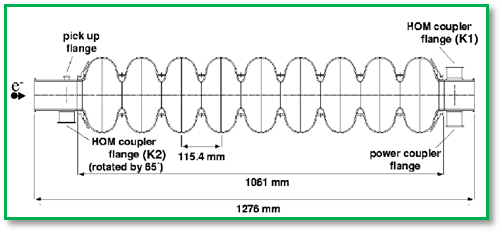 pick up
flange
HOM coupler
flange (K1)
e-
HOM coupler
flange (K2)
(rotated by 65°)
115.4 mm
power coupler
flange
1061 mm
1276 mm